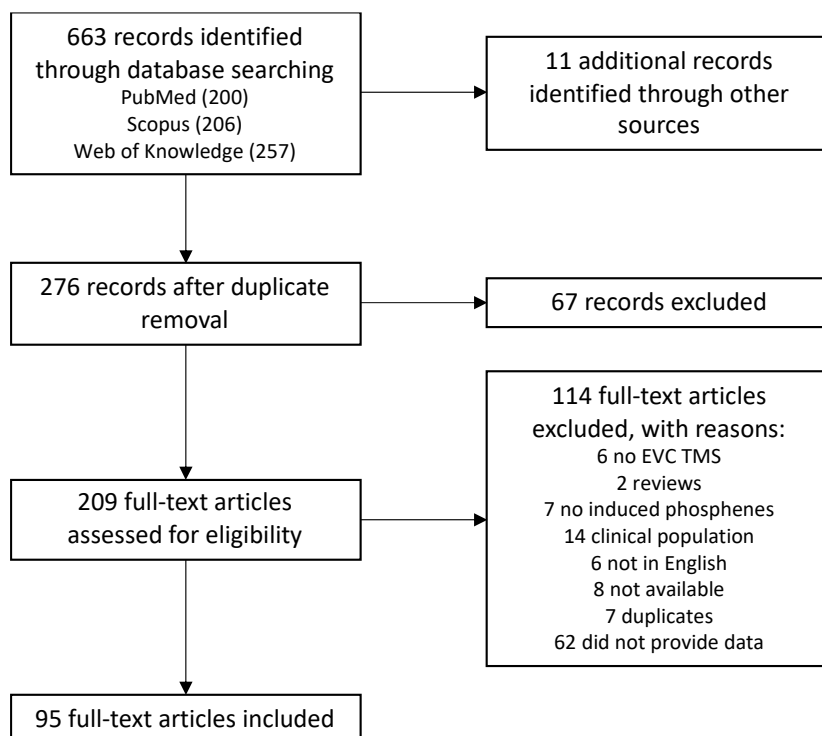 663 records identified
through database searching
PubMed (200)
Scopus (206)
Web of Knowledge (257)
11 additional records
identified through other
sources
276 records after duplicate
removal
67 records excluded
114 full-text articles
excluded, with reasons:
6 no EVC TMS
2 reviews
7 no induced phosphenes
14 clinical population
6 not in English
8 not available
7 duplicates
62 did not provide data
209 full-text articles
assessed for eligibility
95 full-text articles included